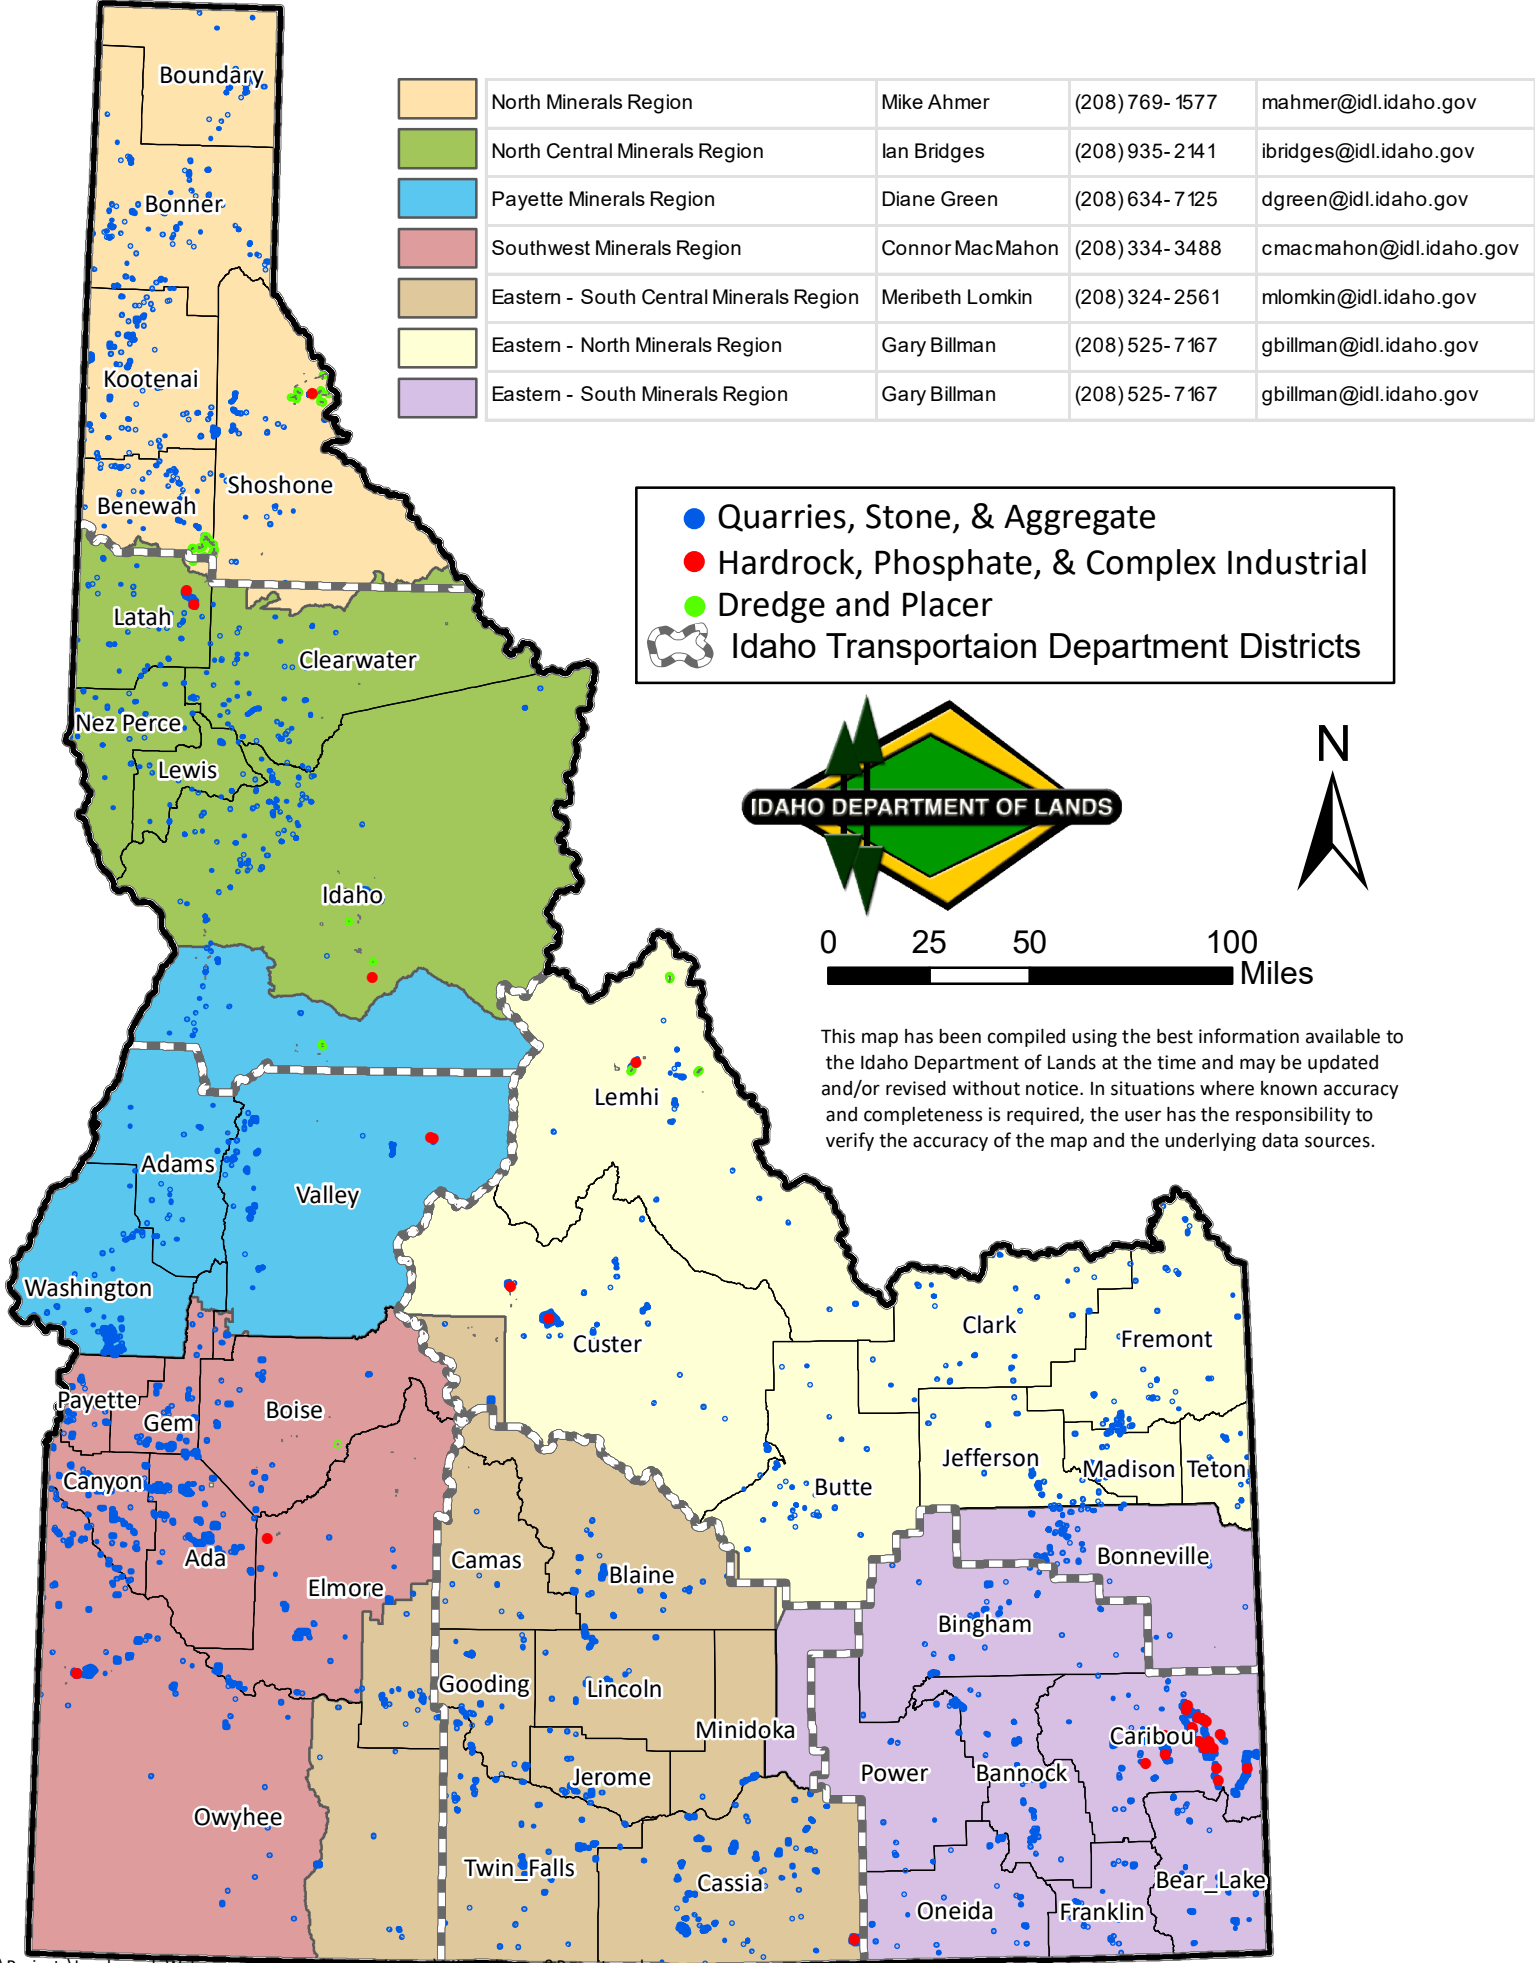 North Minerals Region Mike Ahmer (208) 769-1577 mahmer@idl.idaho.gov
North Central Minerals Region Ian Bridges (208) 935-2141 ibridges@idl.idaho.gov
Payette Minerals Region Diane Green (208) 634-7125 dgreen@idl.idaho.gov
Southwest Minerals Region Connor MacMahon (208) 334-3488 cmacmahon@idl.idaho.gov
Eastern - South Central Minerals Region Meribeth Lomkin (208) 324-2561 mlomkin@idl.idaho.gov
Eastern - North Minerals Region Gary Billman (208) 525-7167 gbillman@idl.idaho.gov
Eastern - South Minerals Region Gary Billman (208) 525-7167 gbillman@idl.idaho.gov
Quarries, Stone, & Aggregate
Hardrock, Phosphate, & Complex Industrial
Dredge and Placer
Idaho Transportaion Department Districts
IDAHO DEPARTMENT OF LANDS
N
0 25 50 100
Miles
This map has been compiled using the best information available to
the Idaho Department of Lands at the time and may be updated
and/or revised without notice. In situations where known accuracy
and completeness is required, the user has the responsibility to
verify the accuracy of the map and the underlying data sources.
Boundary
Bonner
Kootenai
Shoshone
Benewah
Latah
Clearwater
Nez Perce
Lewis
Idaho
Lemhi
Adams
Valley
Washington
Custer
Clark
Fremont
Payette
Gem
Boise
Canyon
Jefferson
Madison
Teton
Butte
Ada
Camas
Blaine
Bonneville
Elmore
Bingham
Gooding
Lincoln
Minidoka
Caribou
Jerome
Power
Bannock
Owyhee
Twin_Falls
Cassia
Bear_Lake
Oneida
Franklin